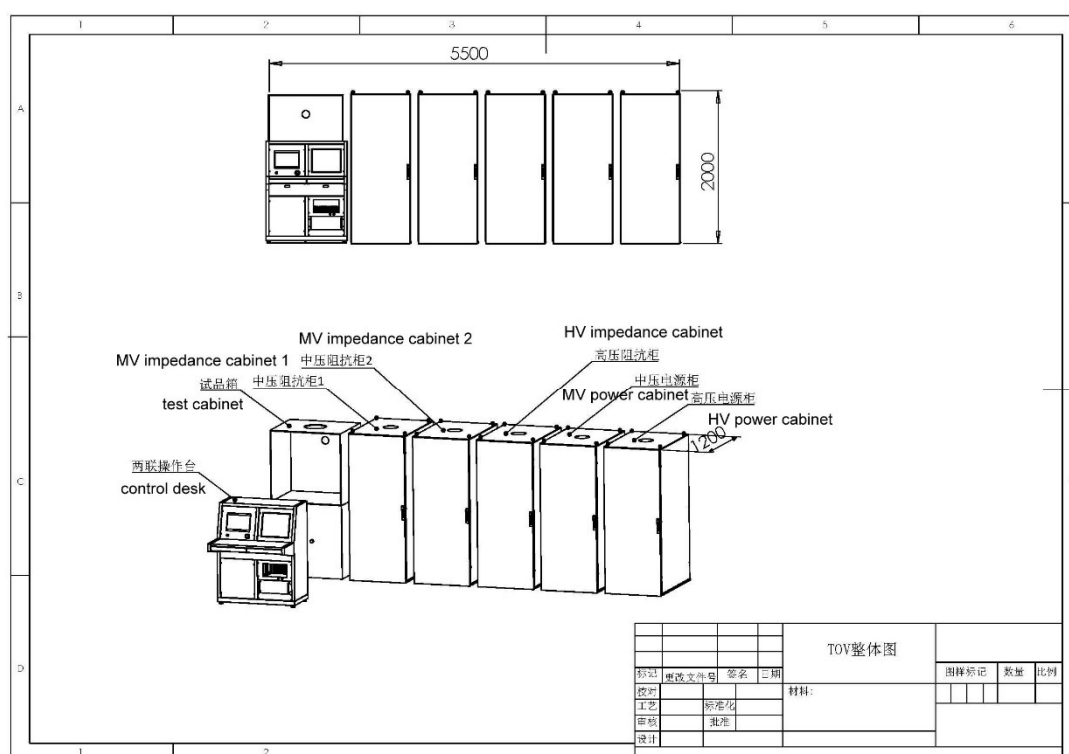 1 2 3 4 5 6
A
5500
2000
B
MV impedance cabinet 2
HV impedance cabinet
MV impedance cabinet 1
中压阻抗柜2
高压阻抗柜
试品箱
中压阻抗柜1
中压电源柜
test cabinet
MV power cabinet
高压电源柜
HV power cabinet
1200
两联操作台
control desk
C
D
TOV整体图
标记 更改文件号 签名 日期
图样标记 数量 比例
校对
材料:
工艺 标准化
审核 批准
设计
1 2